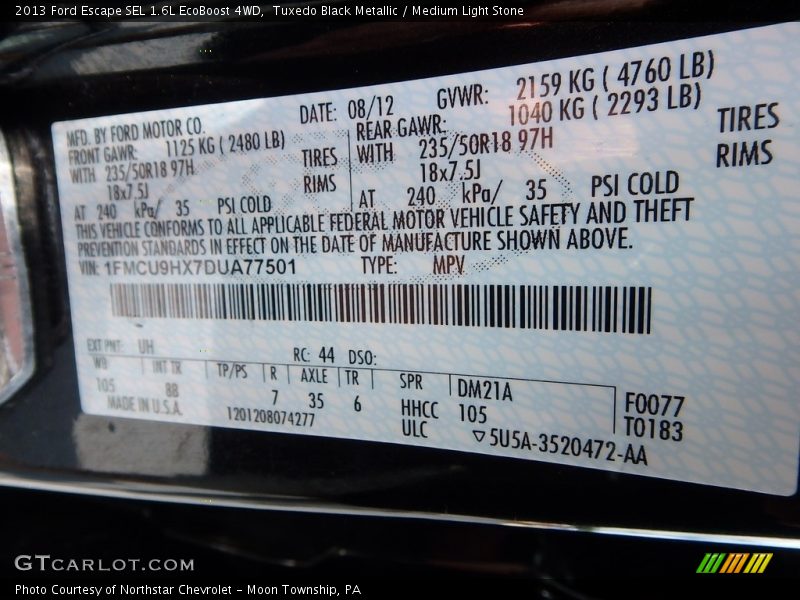 2013 Ford Escape SEL 1.6L EcoBoost 4WD, Tuxedo Black Metallic / Medium Light Stone
MFD. BY FORD MOTOR CO. DATE: 08/12 GVWR: 2159 KG ( 4760 LB)
FRONT GAWR: 1125 KG ( 2480 LB) REAR GAWR: 1040 KG ( 2293 LB)
WITH 235/50R18 97H TIRES WITH 235/50R18 97H TIRES
18x7.5J RIMS 18x7.5J RIMS
AT 240 kPa/ 35 PSI COLD AT 240 kPa/ 35 PSI COLD
THIS VEHICLE CONFORMS TO ALL APPLICABLE FEDERAL MOTOR VEHICLE SAFETY AND THEFT
PREVENTION STANDARDS IN EFFECT ON THE DATE OF MANUFACTURE SHOWN ABOVE.
VIN: 1FMCU9HX7DUA77501 TYPE: MPV
EXT PNT: UH RC: 44 DSO:
WB INT TR TP/PS R AXLE TR SPR DM21A F0077
105 88 7 35 6 HHCC 105 T0183
MADE IN U.S.A. 1201208074277 ULC ▽5U5A-3520472-AA
GTCARLOT.COM
Photo Courtesy of Northstar Chevrolet - Moon Township, PA